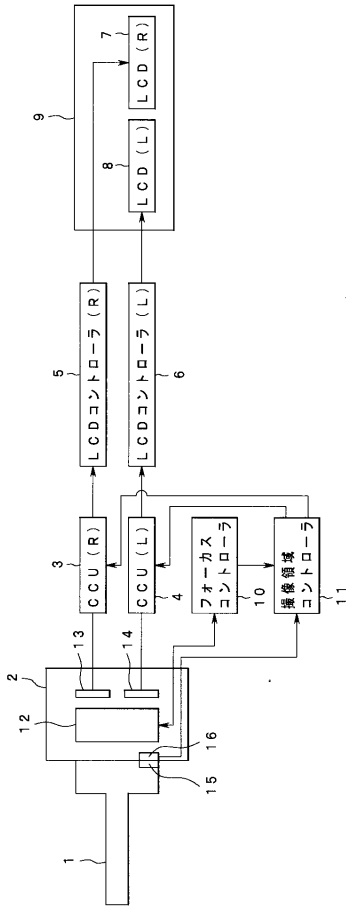 1
2
12
13
14
15
16
3
CCU(R)
CCU(L)
4
フォーカス
コントローラ
10
撮像領域
コントローラ
11
5
LCDコントローラ(R)
LCDコントローラ(L)
6
9
7
LCD(R)
8
LCD(L)